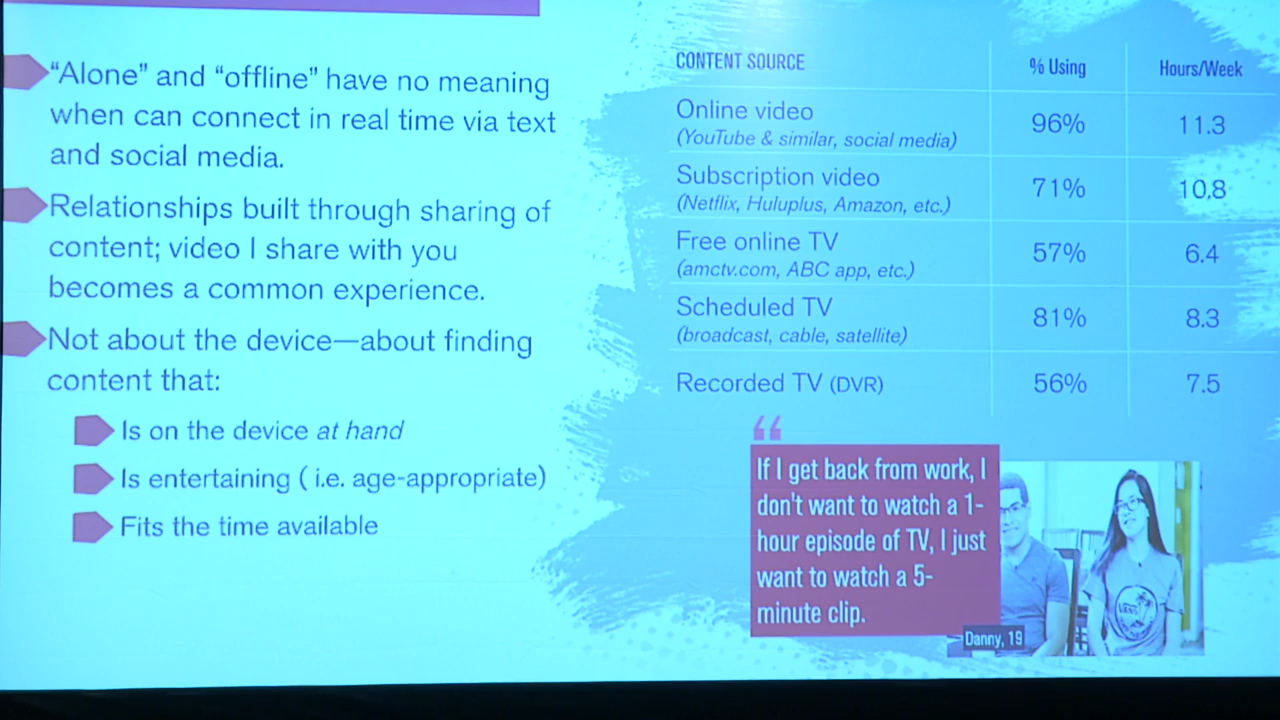 “Alone” and “offline” have no meaning
when can connect in real time via text
and social media.
Relationships built through sharing of
content; video I share with you
becomes a common experience.
Not about the device—about finding
content that:
Is on the device at hand
Is entertaining ( i.e. age-appropriate)
Fits the time available
CONTENT SOURCE % Using Hours/Week
Online video 96% 11.3
(YouTube & similar, social media)
Subscription video 71% 10.8
(Netflix, Huluplus, Amazon, etc.)
Free online TV 57% 6.4
(amctv.com, ABC app, etc.)
Scheduled TV 81% 8.3
(broadcast, cable, satellite)
Recorded TV (DVR) 56% 7.5
“
If I get back from work, I
don't want to watch a 1-
hour episode of TV, I just
want to watch a 5-
minute clip.
Danny, 19
VANS